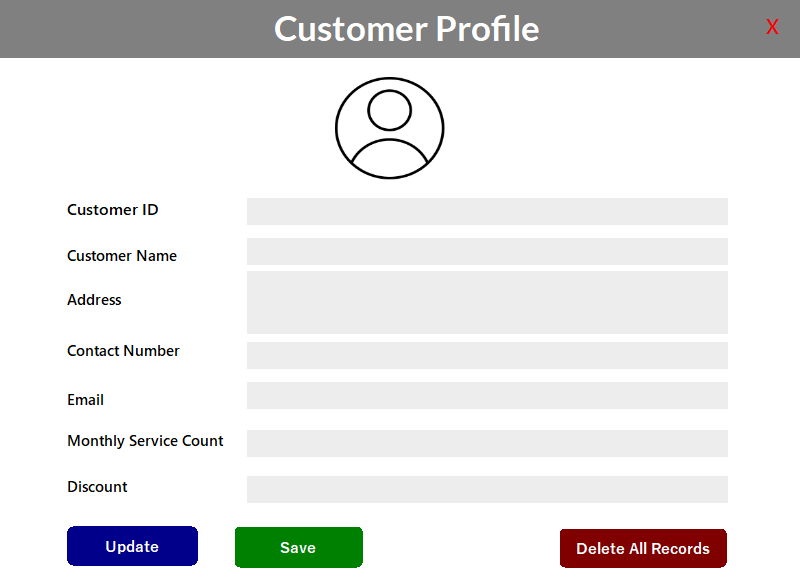 Customer Profile
X
Customer ID
Customer Name
Address
Contact Number
Email
Monthly Service Count
Discount
Update
Save
Delete All Records